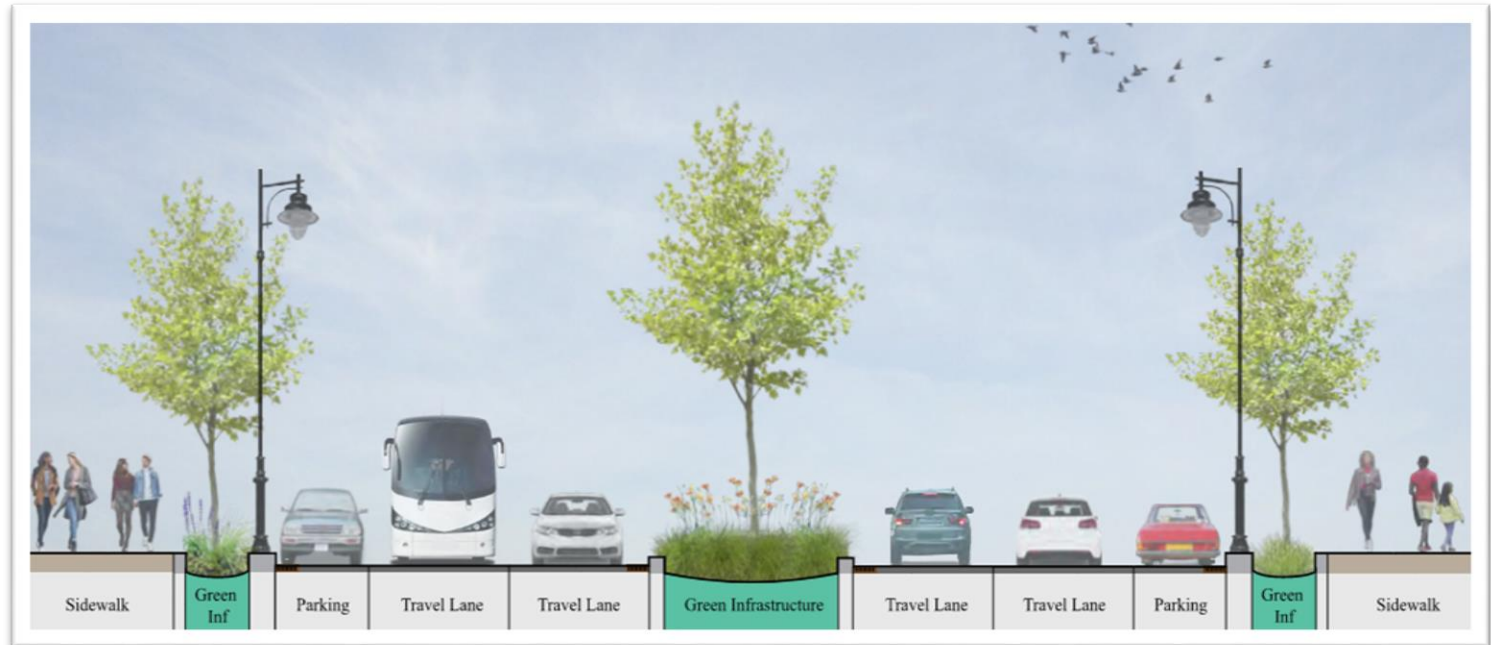 Sidewalk
Green
Inf
Parking
Travel Lane
Travel Lane
Green Infrastructure
Travel Lane
Travel Lane
Parking
Green
Inf
Sidewalk